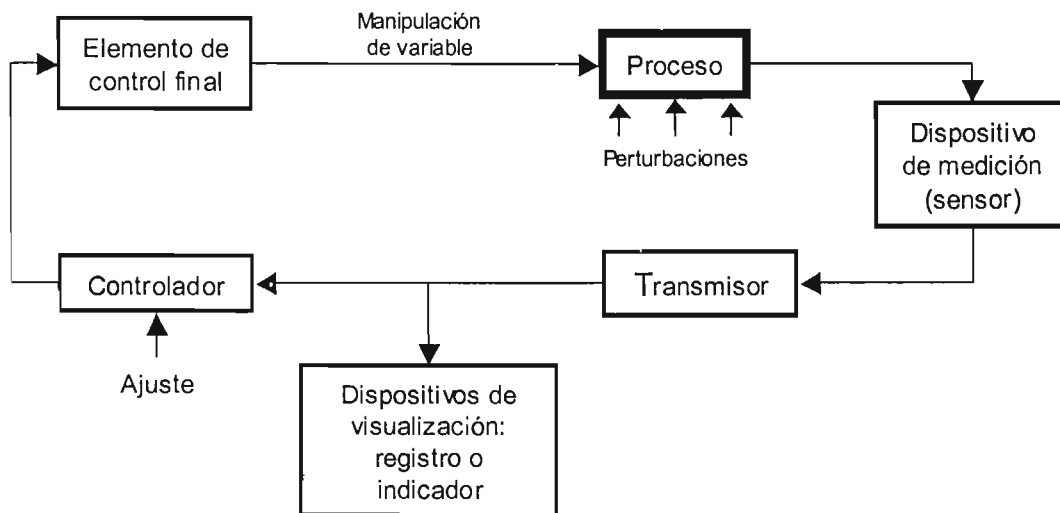 Manipulación
de variable
Elemento de
control final
Proceso
Perturbaciones
Dispositivo
de medición
(sensor)
Controlador
Transmisor
Ajuste
Dispositivos de
visualización:
registro o
indicador